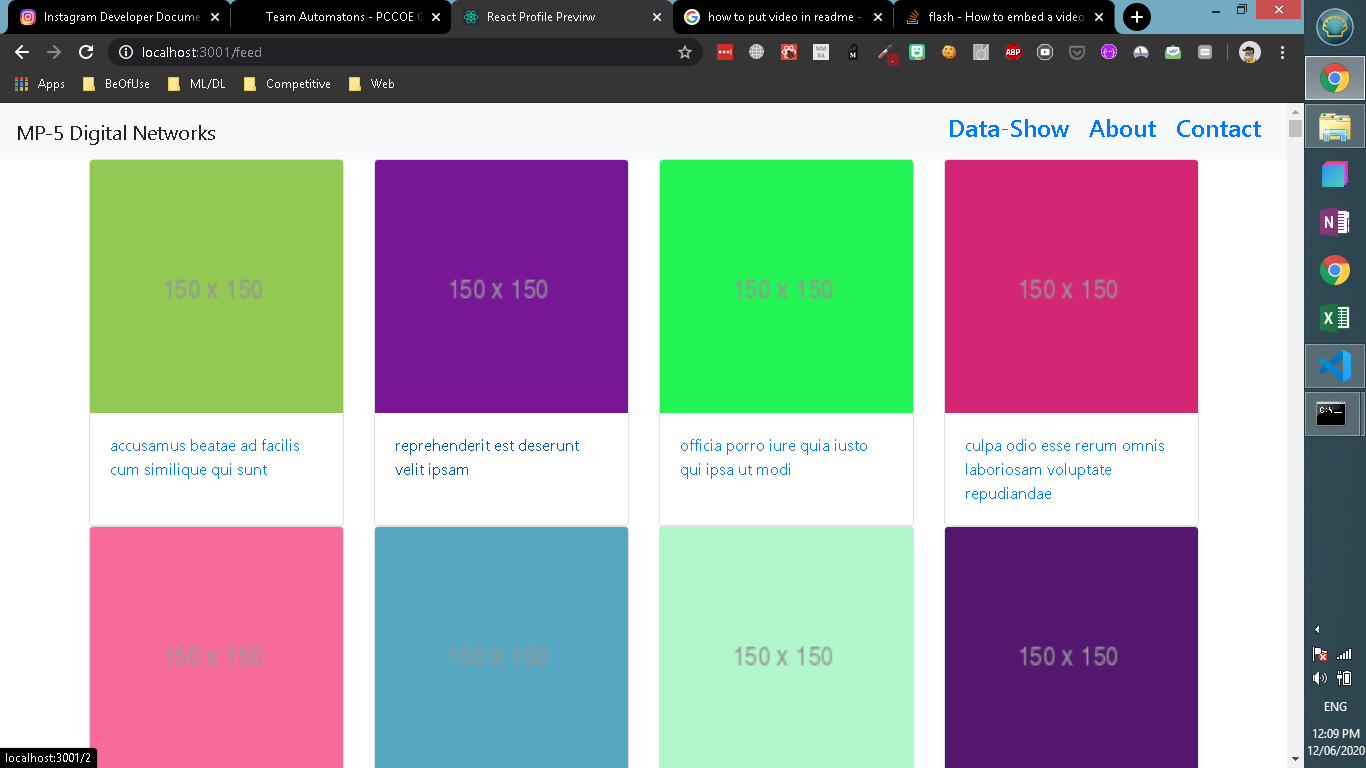 Instagram Developer Docume
Team Automatons - PCCOE C
React Profile Previrw
how to put video in readme -
flash - How to embed a video
localhost:3001/feed
ABP
Apps
BeOfUse
ML/DL
Competitive
Web
MP-5 Digital Networks
Data-Show
About
Contact
150 x 150
150 x 150
150 x 150
150 x 150
accusamus beatae ad facilis
cum similique qui sunt
reprehenderit est deserunt
velit ipsam
officia porro iure quia iusto
qui ipsa ut modi
culpa odio esse rerum omnis
laboriosam voluptate
repudiandae
150 x 150
150 x 150
150 x 150
150 x 150
localhost:3001/2
ENG
12:09 PM
12/06/2020